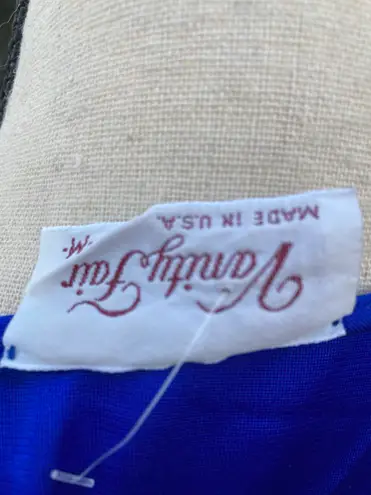 Vanity Fair
MADE IN U.S.A. "M"